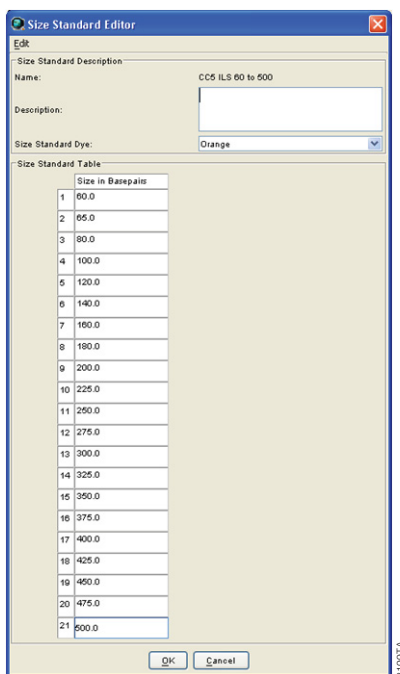 Size Standard Editor
Edit
Size Standard Description
Name: CC5 ILS 60 to 500
Description:
Size Standard Dye: Orange
Size Standard Table
Size in Basepairs
1 60.0
2 65.0
3 80.0
4 100.0
5 120.0
6 140.0
7 160.0
8 180.0
9 200.0
10 225.0
11 250.0
12 275.0
13 300.0
14 325.0
15 350.0
16 375.0
17 400.0
18 425.0
19 450.0
20 475.0
21 500.0
OK Cancel